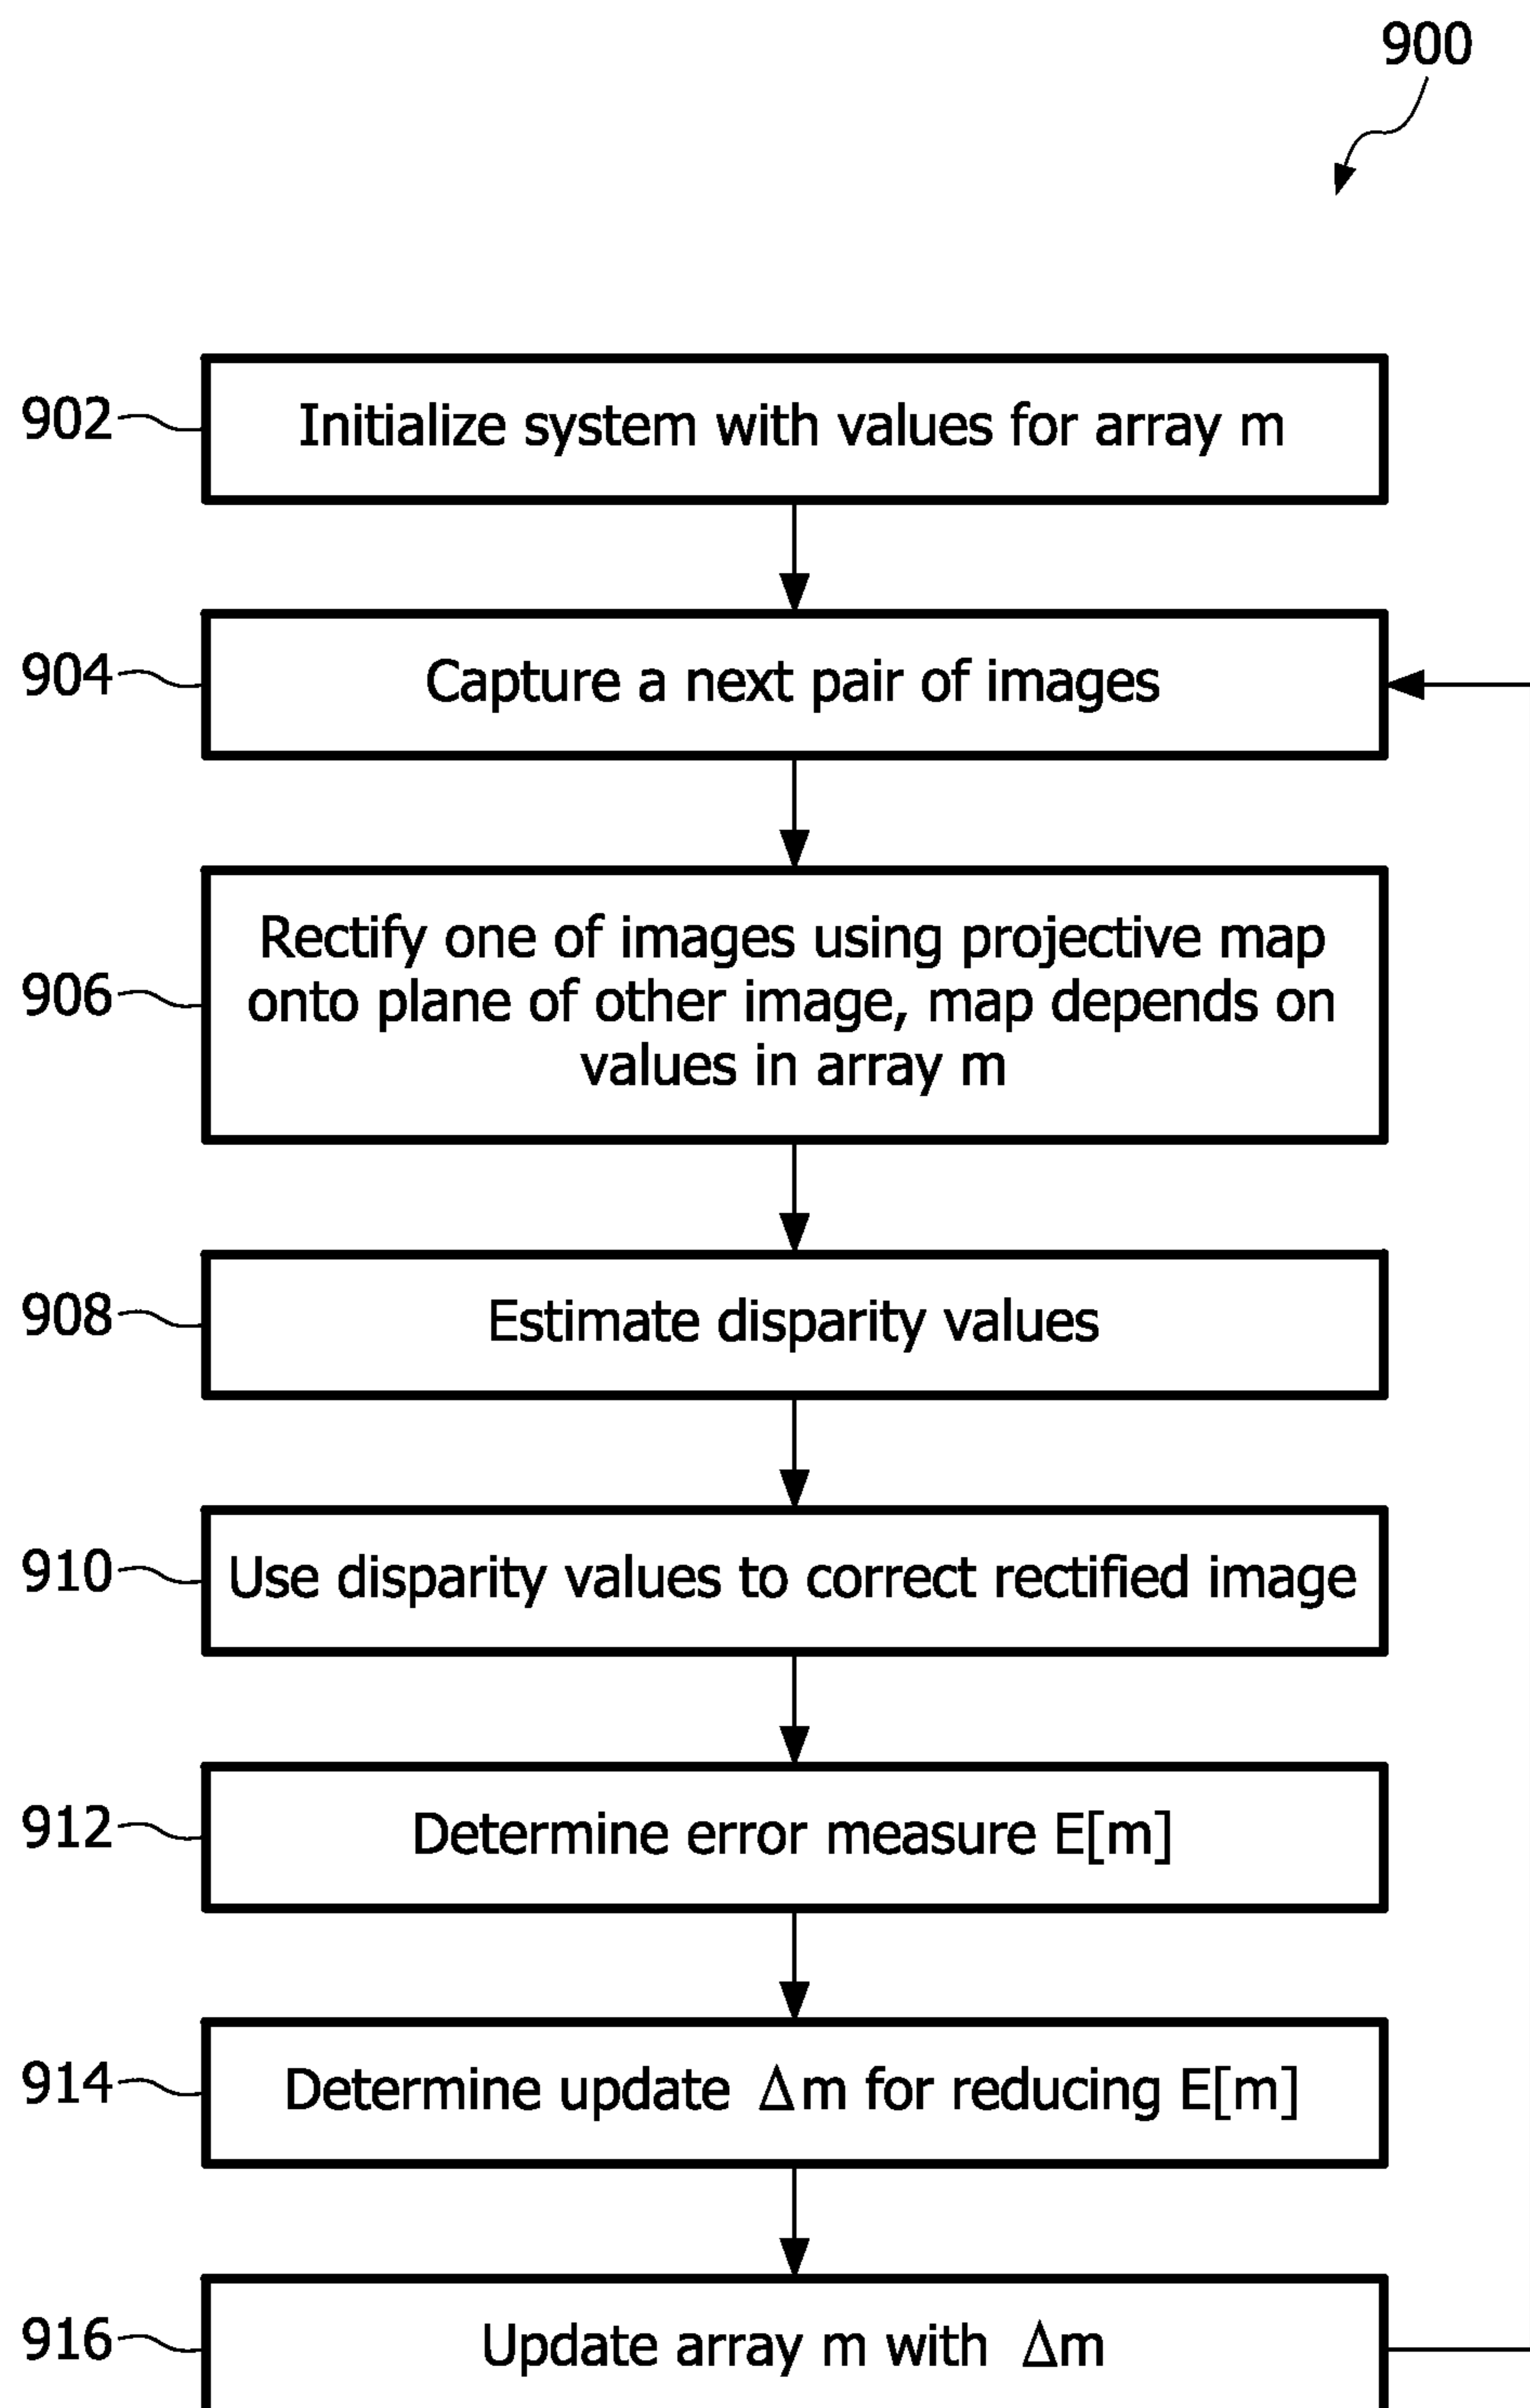 900
902
Initialize system with values for array m
904
Capture a next pair of images
906
Rectify one of images using projective map
onto plane of other image, map depends on
values in array m
908
Estimate disparity values
910
Use disparity values to correct rectified image
912
Determine error measure E[m]
914
Determine update Δm for reducing E[m]
916
Update array m with Δm